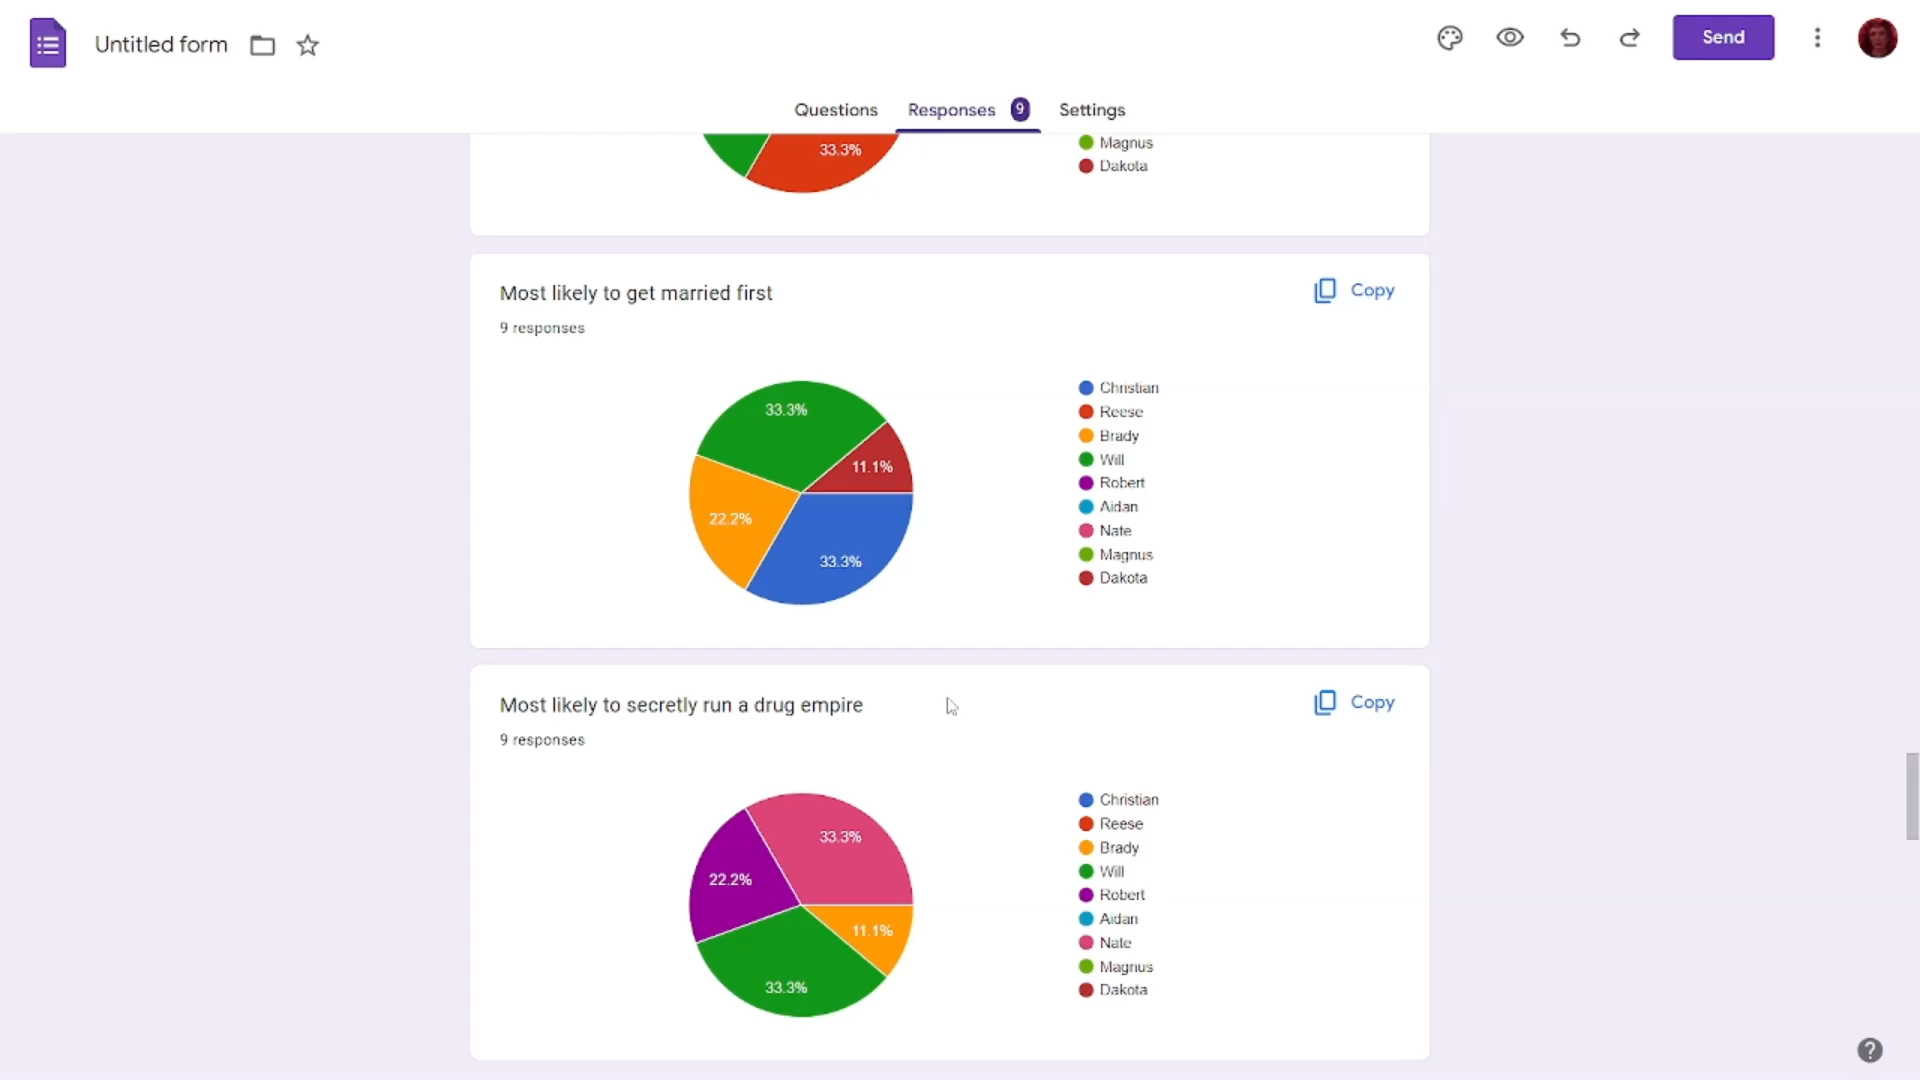 Untitled form
Send
Questions
Responses 9
Settings
33.3%
Magnus
Dakota
Most likely to get married first
Copy
9 responses
33.3%
11.1%
22.2%
33.3%
Christian
Reese
Brady
Will
Robert
Aidan
Nate
Magnus
Dakota
Most likely to secretly run a drug empire
Copy
9 responses
33.3%
22.2%
11.1%
33.3%
Christian
Reese
Brady
Will
Robert
Aidan
Nate
Magnus
Dakota
?